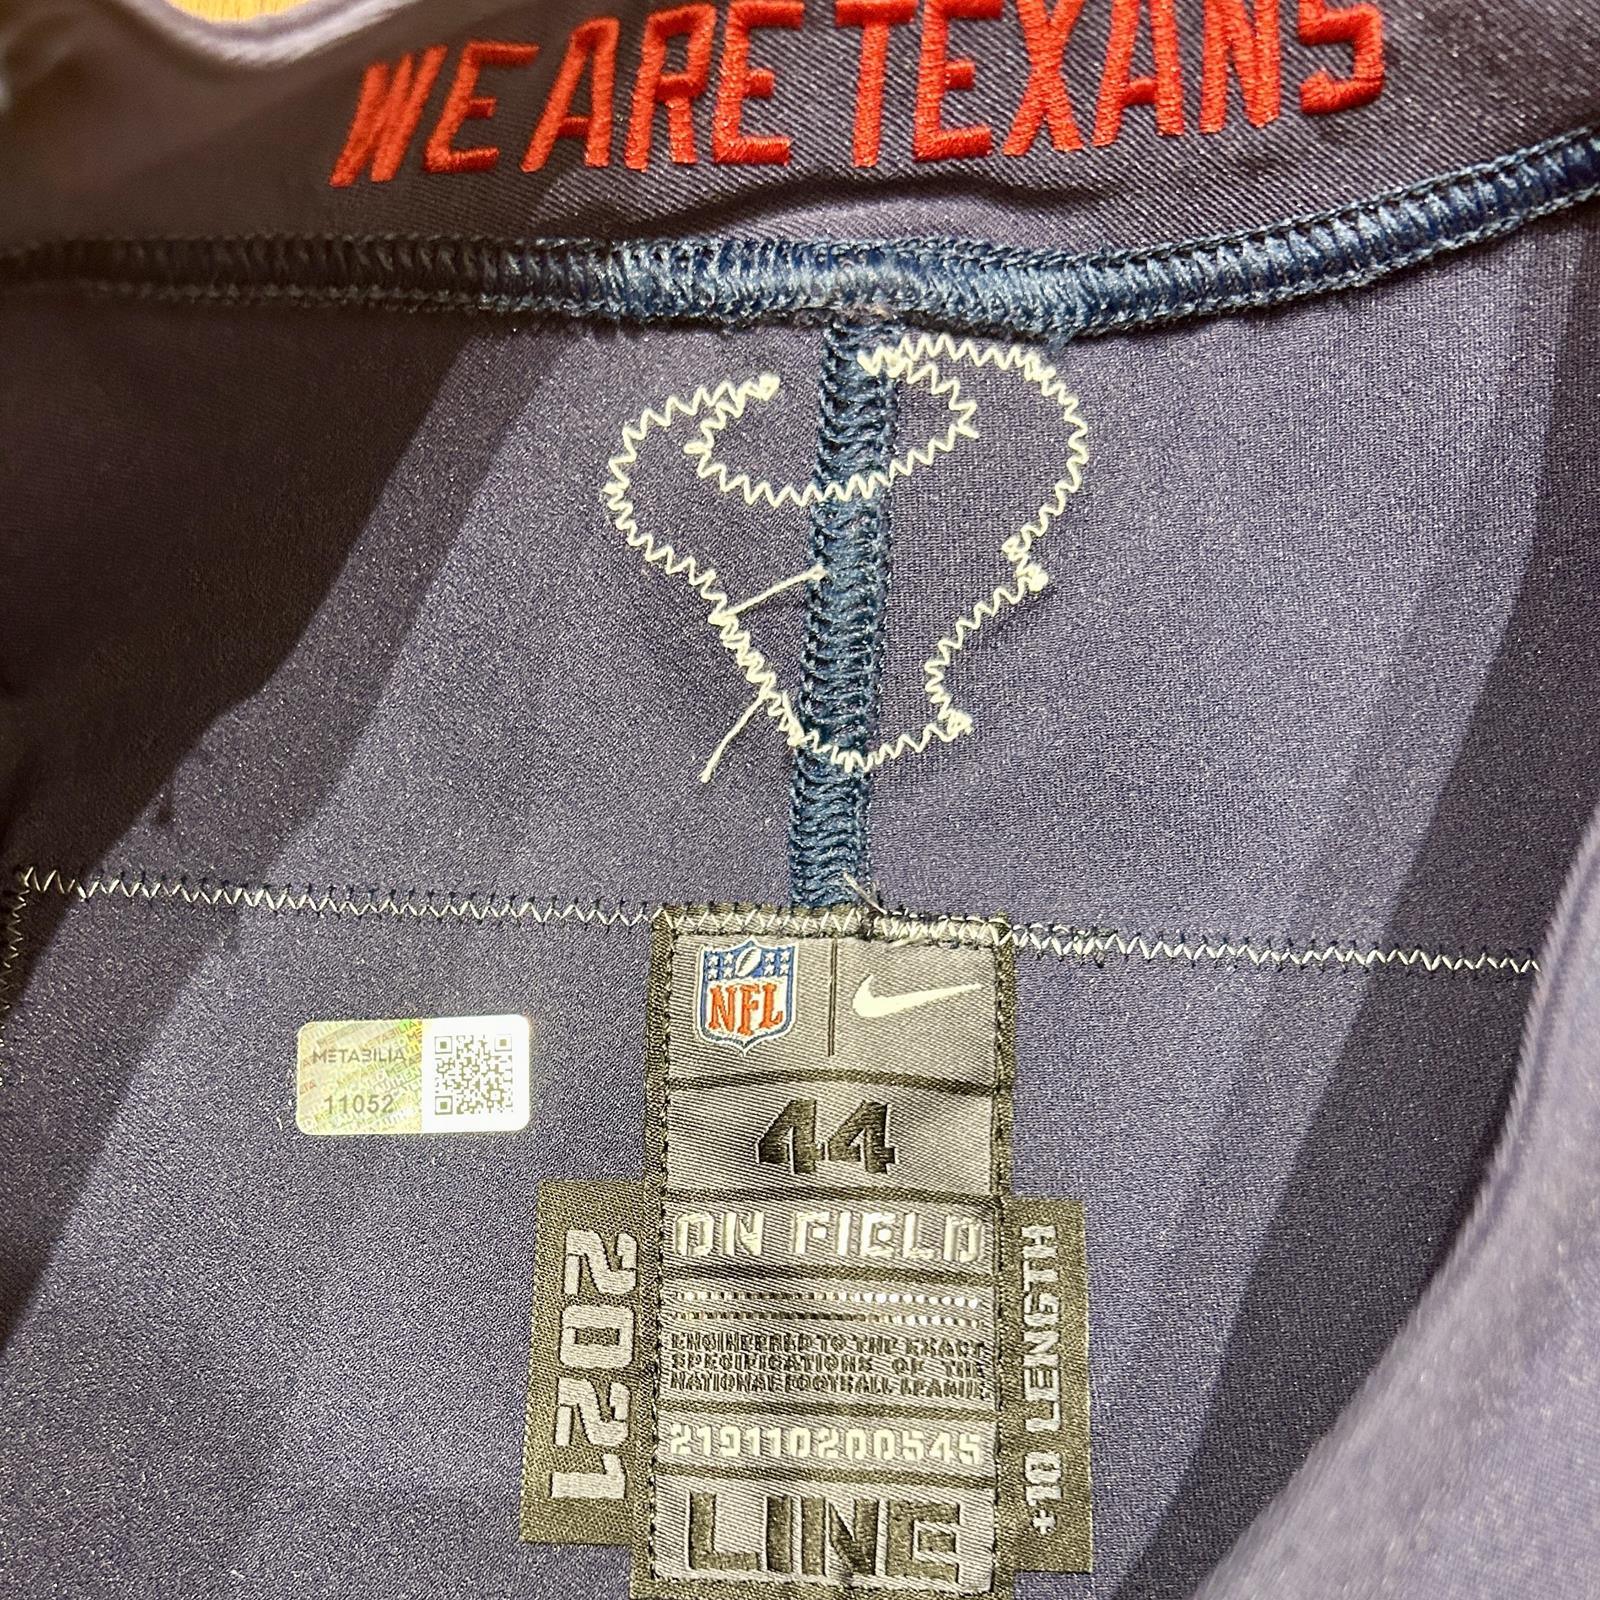 WE ARE TEXANS
NFL
METABILIA
11052
44
ON FIELD
ENGINEERED TO THE EXACT
SPECIFICATIONS OF THE
NATIONAL FOOTBALL LEAGUE
219110200545
LINE
2021
+10 LENGTH